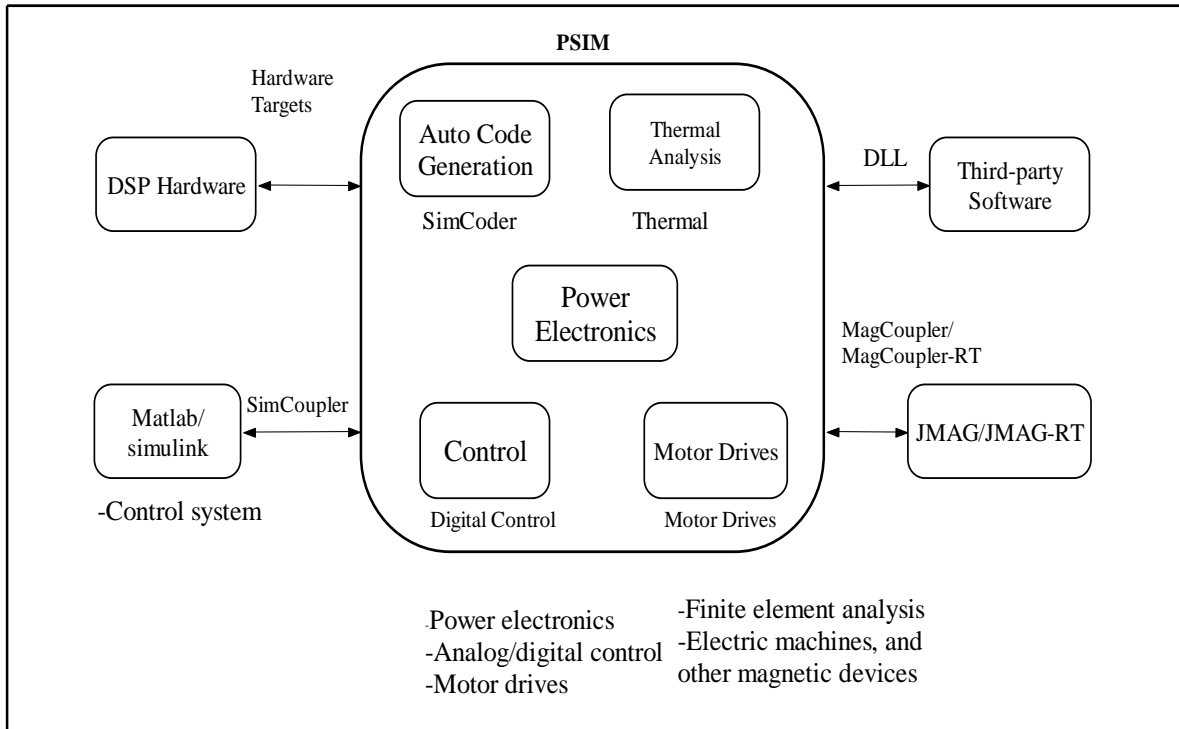 PSIM
Hardware
Targets
Auto Code
Generation
SimCoder
Thermal
Analysis
Thermal
DSP Hardware
DLL
Third-party
Software
Power
Electronics
MagCoupler/
MagCoupler-RT
Matlab/
simulink
SimCoupler
-Control system
Control
Digital Control
Motor Drives
Motor Drives
JMAG/JMAG-RT
-Power electronics
-Analog/digital control
-Motor drives
-Finite element analysis
-Electric machines, and
other magnetic devices